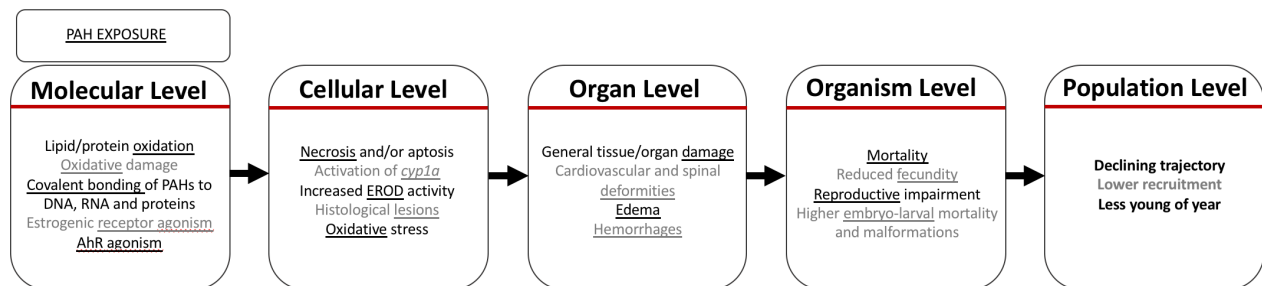 PAH EXPOSURE
Molecular Level
Lipid/protein oxidation
Oxidative damage
Covalent bonding of PAHs to
DNA, RNA and proteins
Estrogenic receptor agonism
AhR agonism
Cellular Level
Necrosis and/or aptosis
Activation of cyp1a
Increased EROD activity
Histological lesions
Oxidative stress
Organ Level
General tissue/organ damage
Cardiovascular and spinal
deformities
Edema
Hemorrhages
Organism Level
Mortality
Reduced fecundity
Reproductive impairment
Higher embryo-larval mortality
and malformations
Population Level
Declining trajectory
Lower recruitment
Less young of year